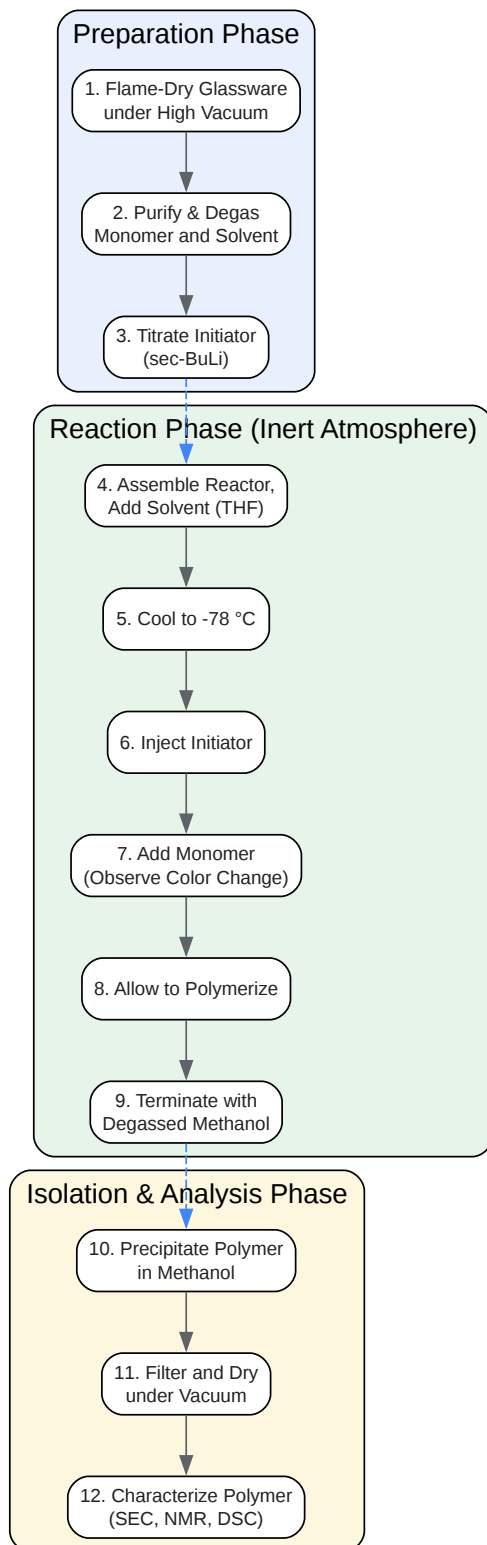 Preparation Phase
1. Flame-Dry Glassware
under High Vacuum
2. Purify & Degas
Monomer and Solvent
3. Titrate Initiator
(sec-BuLi)
Reaction Phase (Inert Atmosphere)
4. Assemble Reactor,
Add Solvent (THF)
5. Cool to -78 °C
6. Inject Initiator
7. Add Monomer
(Observe Color Change)
8. Allow to Polymerize
9. Terminate with
Degassed Methanol
Isolation & Analysis Phase
10. Precipitate Polymer
in Methanol
11. Filter and Dry
under Vacuum
12. Characterize Polymer
(SEC, NMR, DSC)